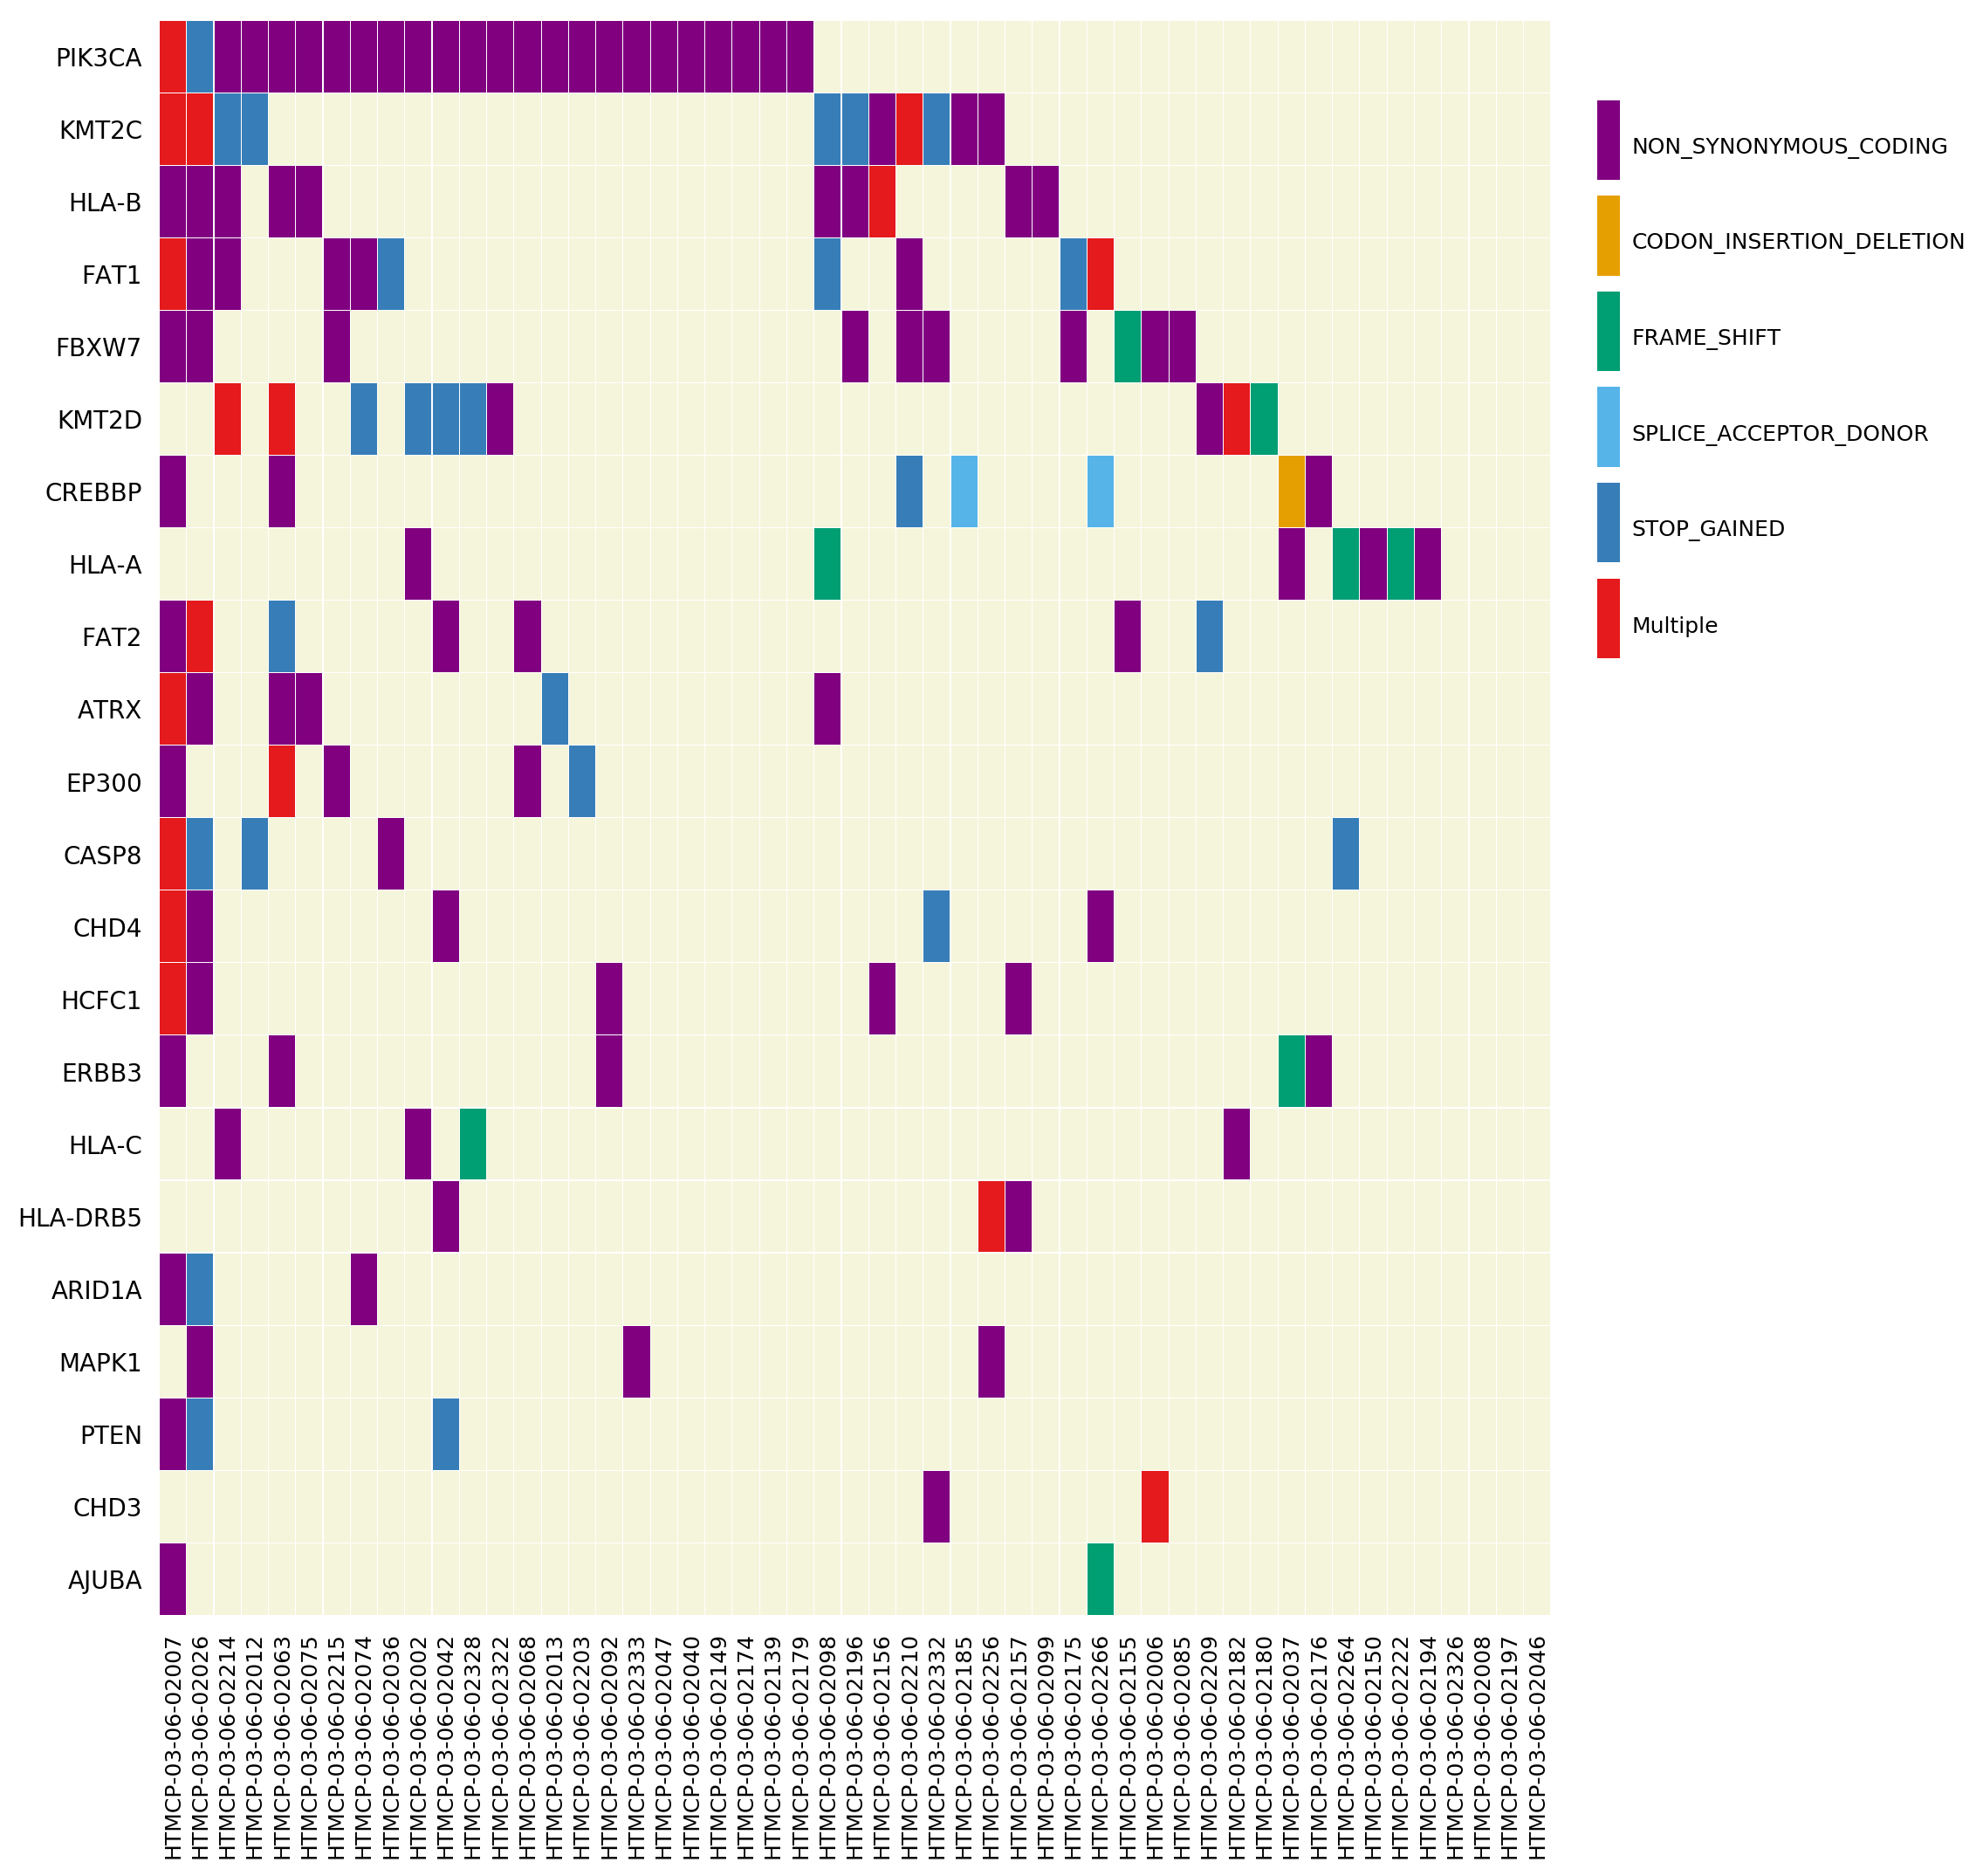 PIK3CA
KMT2C
HLA-B
FAT1
FBXW7
KMT2D
CREBBP
HLA-A
FAT2
ATRX
EP300
CASP8
CHD4
HCFC1
ERBB3
HLA-C
HLA-DRB5
ARID1A
MAPK1
PTEN
CHD3
AJUBA
HTMCP-03-06-02007
HTMCP-03-06-02026
HTMCP-03-06-02214
HTMCP-03-06-02012
HTMCP-03-06-02063
HTMCP-03-06-02075
HTMCP-03-06-02215
HTMCP-03-06-02074
HTMCP-03-06-02036
HTMCP-03-06-02002
HTMCP-03-06-02042
HTMCP-03-06-02328
HTMCP-03-06-02322
HTMCP-03-06-02068
HTMCP-03-06-02013
HTMCP-03-06-02203
HTMCP-03-06-02092
HTMCP-03-06-02333
HTMCP-03-06-02047
HTMCP-03-06-02040
HTMCP-03-06-02149
HTMCP-03-06-02174
HTMCP-03-06-02139
HTMCP-03-06-02179
HTMCP-03-06-02098
HTMCP-03-06-02196
HTMCP-03-06-02156
HTMCP-03-06-02210
HTMCP-03-06-02332
HTMCP-03-06-02185
HTMCP-03-06-02256
HTMCP-03-06-02157
HTMCP-03-06-02099
HTMCP-03-06-02175
HTMCP-03-06-02266
HTMCP-03-06-02155
HTMCP-03-06-02006
HTMCP-03-06-02085
HTMCP-03-06-02209
HTMCP-03-06-02182
HTMCP-03-06-02180
HTMCP-03-06-02037
HTMCP-03-06-02176
HTMCP-03-06-02264
HTMCP-03-06-02150
HTMCP-03-06-02222
HTMCP-03-06-02194
HTMCP-03-06-02326
HTMCP-03-06-02008
HTMCP-03-06-02197
HTMCP-03-06-02046
NON_SYNONYMOUS_CODING
CODON_INSERTION_DELETION
FRAME_SHIFT
SPLICE_ACCEPTOR_DONOR
STOP_GAINED
Multiple